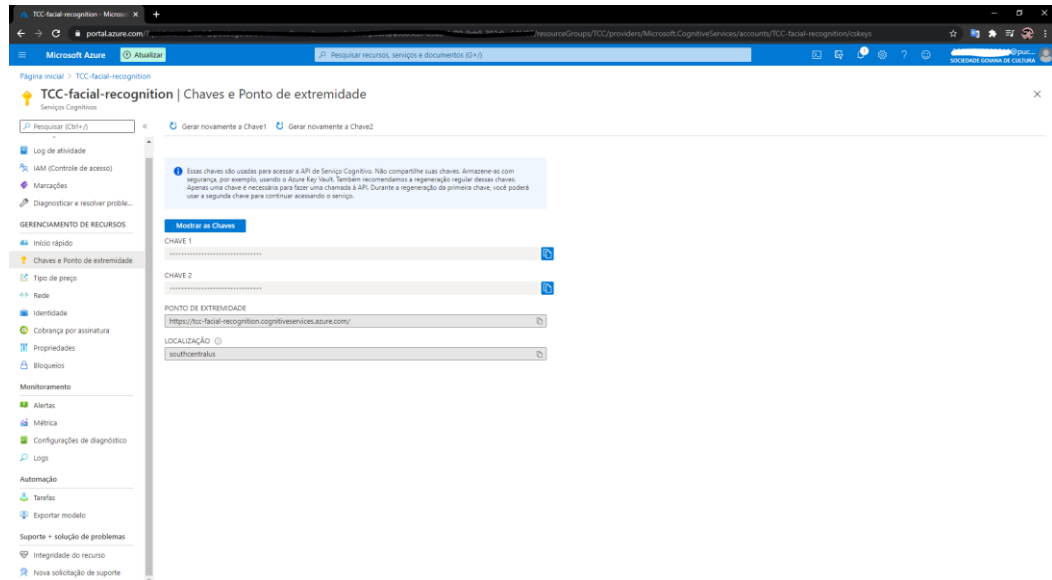 TCC-facial-recognition - Microso
portal.azure.com
/resourceGroups/TCC/providers/Microsoft.CognitiveServices/accounts/TCC-facial-recognition/cskeys
Microsoft Azure
Atualizar
Pesquisar recursos, serviços e documentos (G+/)
@puc...
SOCIEDADE GOIANA DE CULTURA
Página inicial > TCC-facial-recognition
TCC-facial-recognition | Chaves e Ponto de extremidade
Serviços Cognitivos
Pesquisar (Ctrl+/)
Log de atividade
IAM (Controle de acesso)
Marcações
Diagnosticar e resolver proble...
GERENCIAMENTO DE RECURSOS
Início rápido
Chaves e Ponto de extremidade
Tipo de preço
Rede
Identidade
Cobrança por assinatura
Propriedades
Bloqueios
Monitoramento
Alertas
Métrica
Configurações de diagnóstico
Logs
Automação
Tarefas
Exportar modelo
Suporte + solução de problemas
Integridade do recurso
Nova solicitação de suporte
Gerar novamente a Chave1
Gerar novamente a Chave2
Essas chaves são usadas para acessar a API de Serviço Cognitivo. Não compartilhe suas chaves. Armazene-as com
segurança, por exemplo, usando o Azure Key Vault. Também recomendamos a regeneração regular dessas chaves.
Apenas uma chave é necessária para fazer uma chamada à API. Durante a regeneração da primeira chave, você poderá
usar a segunda chave para continuar acessando o serviço.
Mostrar as Chaves
CHAVE 1
CHAVE 2
PONTO DE EXTREMIDADE
https://tcc-facial-recognition.cognitiveservices.azure.com/
LOCALIZAÇÃO
southcentralus